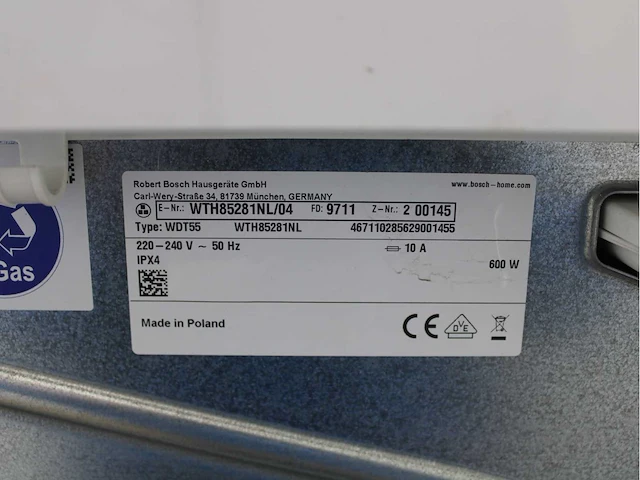 Robert Bosch Hausgeräte GmbH www.bosch-home.com
Carl-Wery-Straße 34, 81739 München, GERMANY
E-Nr.: WTH85281NL/04 FD: 9711 Z-Nr.: 2 00145
Type: WDT55 WTH85281NL 467110285629001455
220-240 V ~ 50 Hz 10 A
IPX4 600 W
Gas
Made in Poland CE DVE